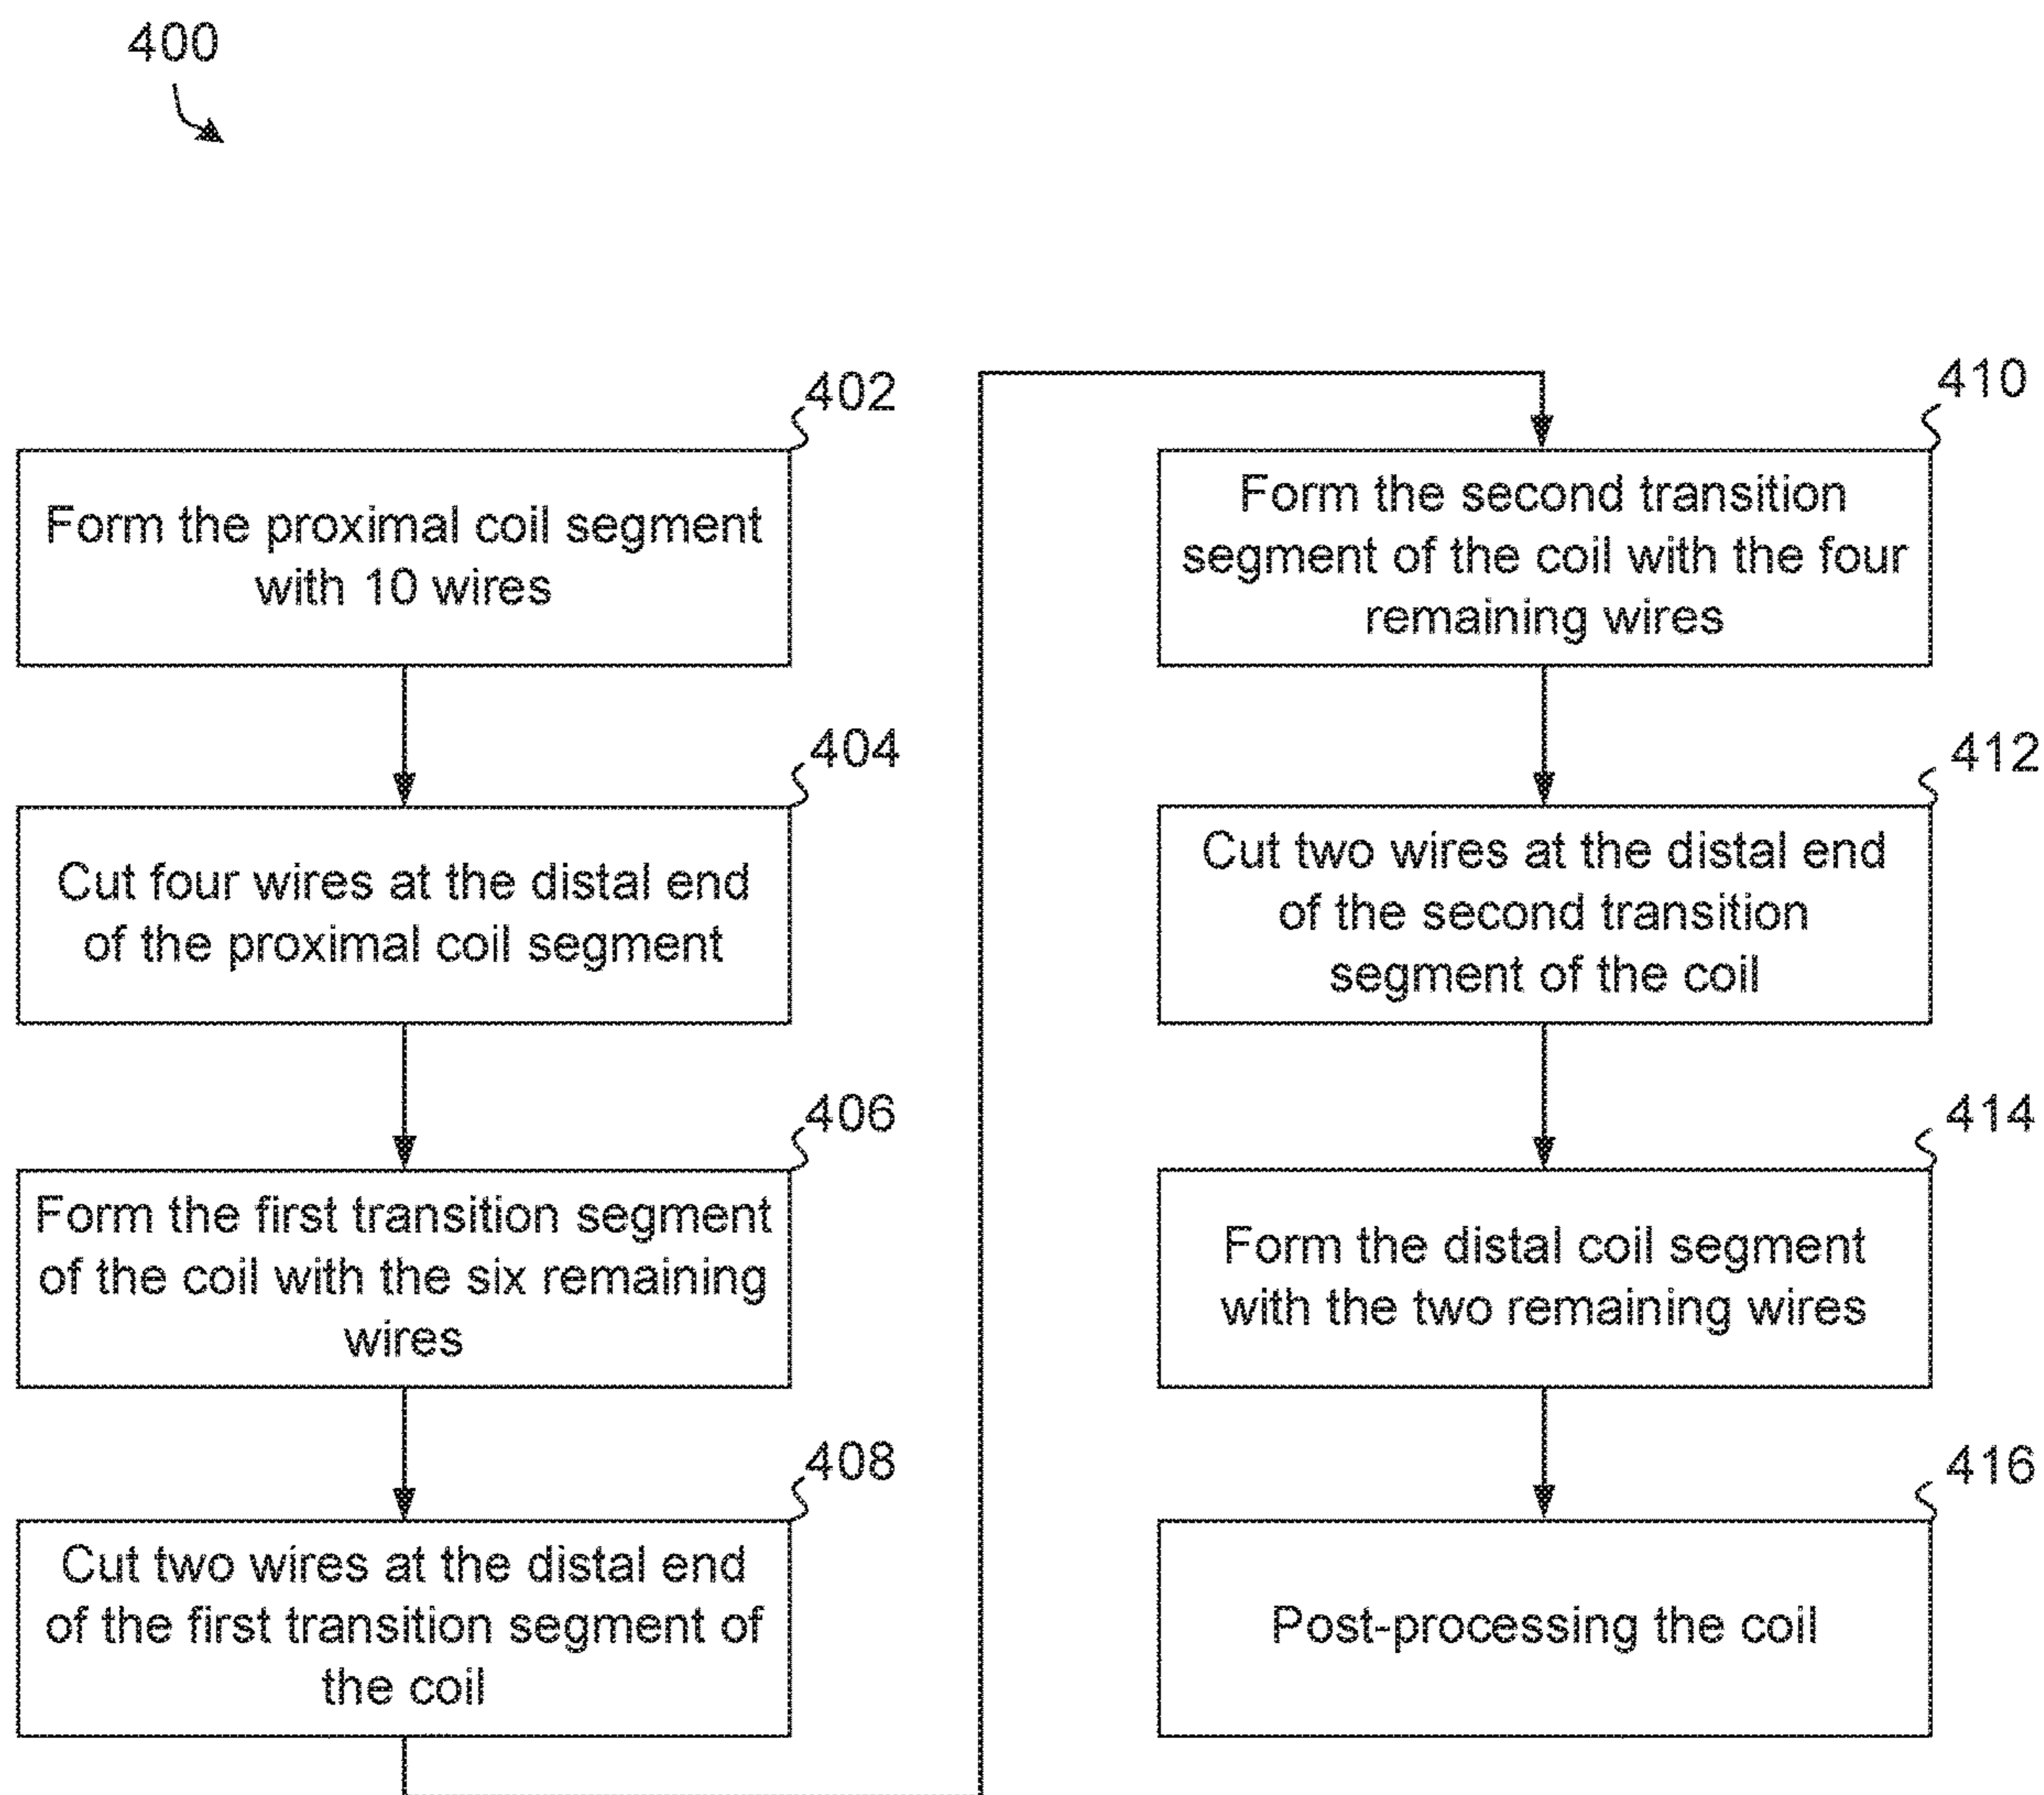 400
402
Form the proximal coil segment
with 10 wires
404
Cut four wires at the distal end
of the proximal coil segment
406
Form the first transition segment
of the coil with the six remaining
wires
408
Cut two wires at the distal end
of the first transition segment of
the coil
410
Form the second transition
segment of the coil with the four
remaining wires
412
Cut two wires at the distal end
of the second transition
segment of the coil
414
Form the distal coil segment
with the two remaining wires
416
Post-processing the coil